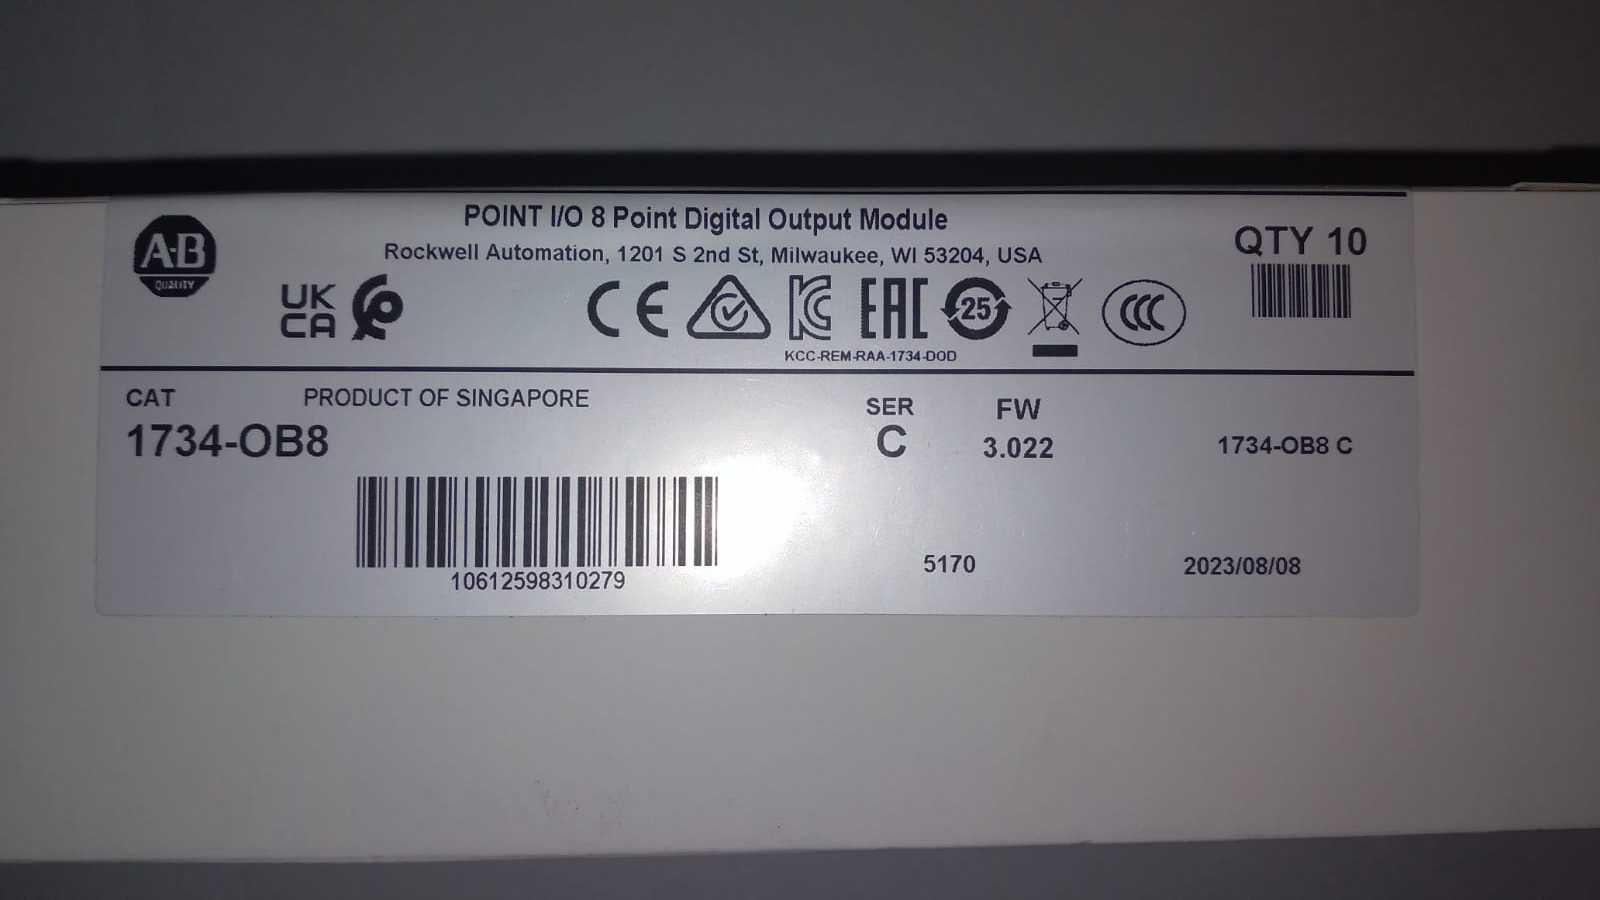 POINT I/O 8 Point Digital Output Module
Rockwell Automation, 1201 S 2nd St, Milwaukee, WI 53204, USA
QTY 10
A-B
QUALITY
UK
CA
CE
KC
EAC
25
CCC
KCC-REM-RAA-1734-DOD
CAT
PRODUCT OF SINGAPORE
1734-OB8
SER
C
FW
3.022
1734-OB8 C
10612598310279
5170
2023/08/08